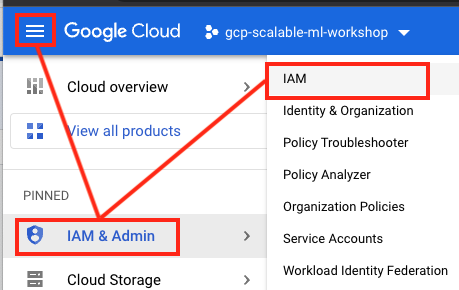 Google Cloud
gcp-scalable-ml-workshop
Cloud overview
View all products
PINNED
IAM & Admin
Cloud Storage
IAM
Identity & Organization
Policy Troubleshooter
Policy Analyzer
Organization Policies
Service Accounts
Workload Identity Federation